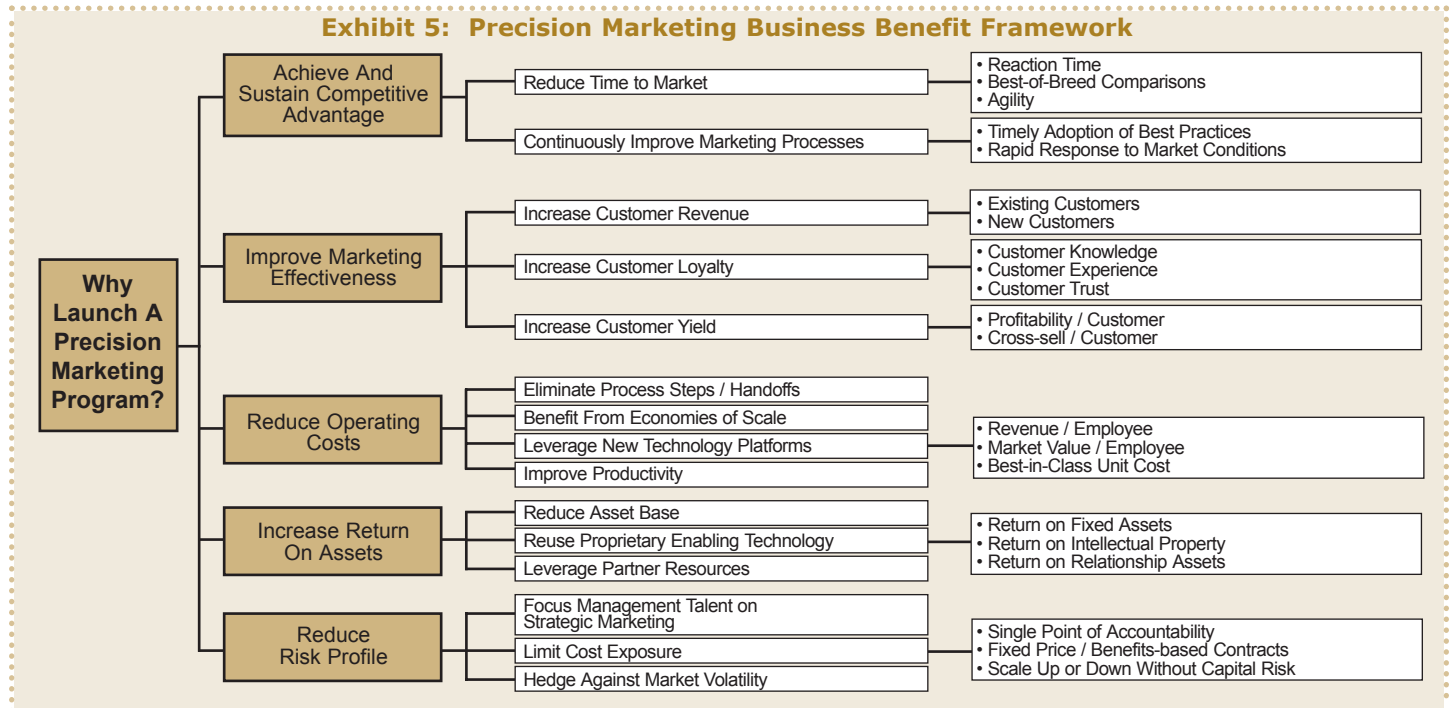 Exhibit 5: Precision Marketing Business Benefit Framework
Why
Launch A
Precision
Marketing
Program?
Achieve And
Sustain Competitive
Advantage
Reduce Time to Market
• Reaction Time
• Best-of-Breed Comparisons
• Agility
Continuously Improve Marketing Processes
• Timely Adoption of Best Practices
• Rapid Response to Market Conditions
Improve Marketing
Effectiveness
Increase Customer Revenue
• Existing Customers
• New Customers
Increase Customer Loyalty
• Customer Knowledge
• Customer Experience
• Customer Trust
Increase Customer Yield
• Profitability / Customer
• Cross-sell / Customer
Reduce Operating
Costs
Eliminate Process Steps / Handoffs
Benefit From Economies of Scale
Leverage New Technology Platforms
Improve Productivity
• Revenue / Employee
• Market Value / Employee
• Best-in-Class Unit Cost
Increase Return
On Assets
Reduce Asset Base
Reuse Proprietary Enabling Technology
Leverage Partner Resources
• Return on Fixed Assets
• Return on Intellectual Property
• Return on Relationship Assets
Reduce
Risk Profile
Focus Management Talent on
Strategic Marketing
Limit Cost Exposure
Hedge Against Market Volatility
• Single Point of Accountability
• Fixed Price / Benefits-based Contracts
• Scale Up or Down Without Capital Risk